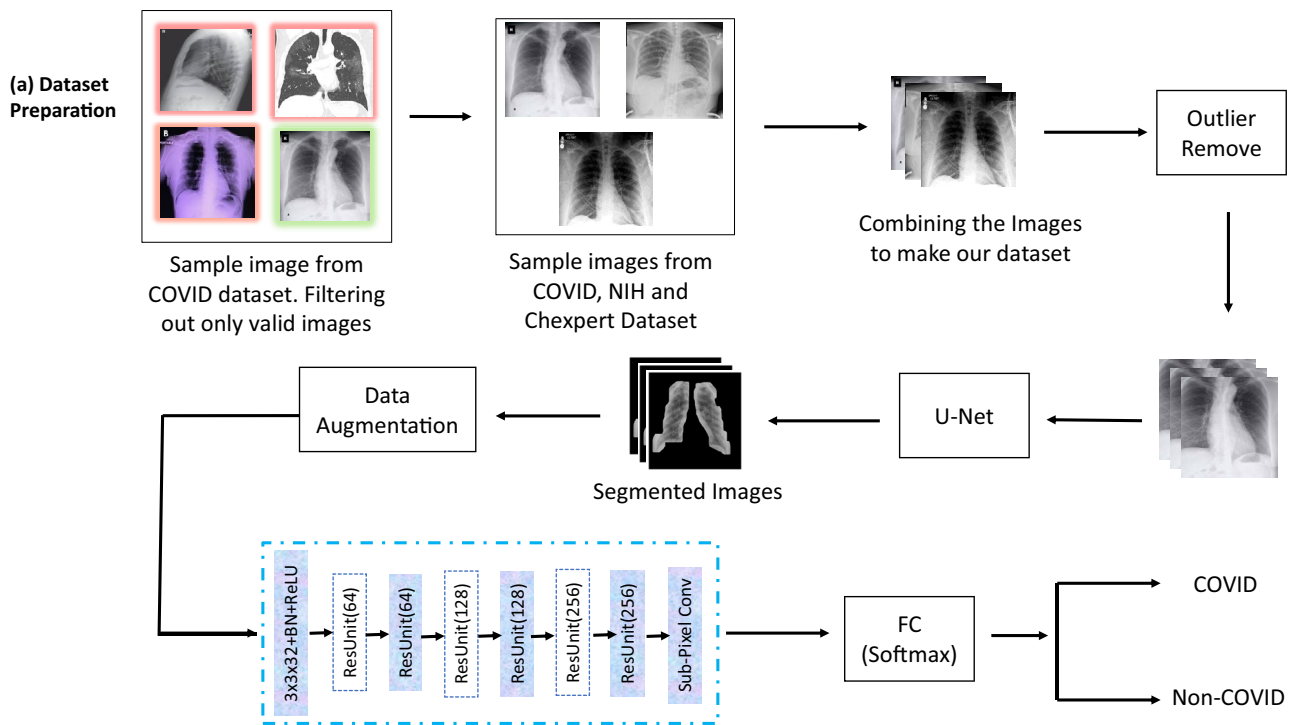 (a) Dataset
Preparation
B
Sample image from
COVID dataset. Filtering
out only valid images
Sample images from
COVID, NIH and
Chexpert Dataset
Combining the Images
to make our dataset
Outlier
Remove
Data
Augmentation
Segmented Images
U-Net
3x3x32+BN+ReLU
ResUnit(64)
ResUnit(64)
ResUnit(128)
ResUnit(128)
ResUnit(256)
ResUnit(256)
Sub-Pixel Conv
FC
(Softmax)
COVID
Non-COVID